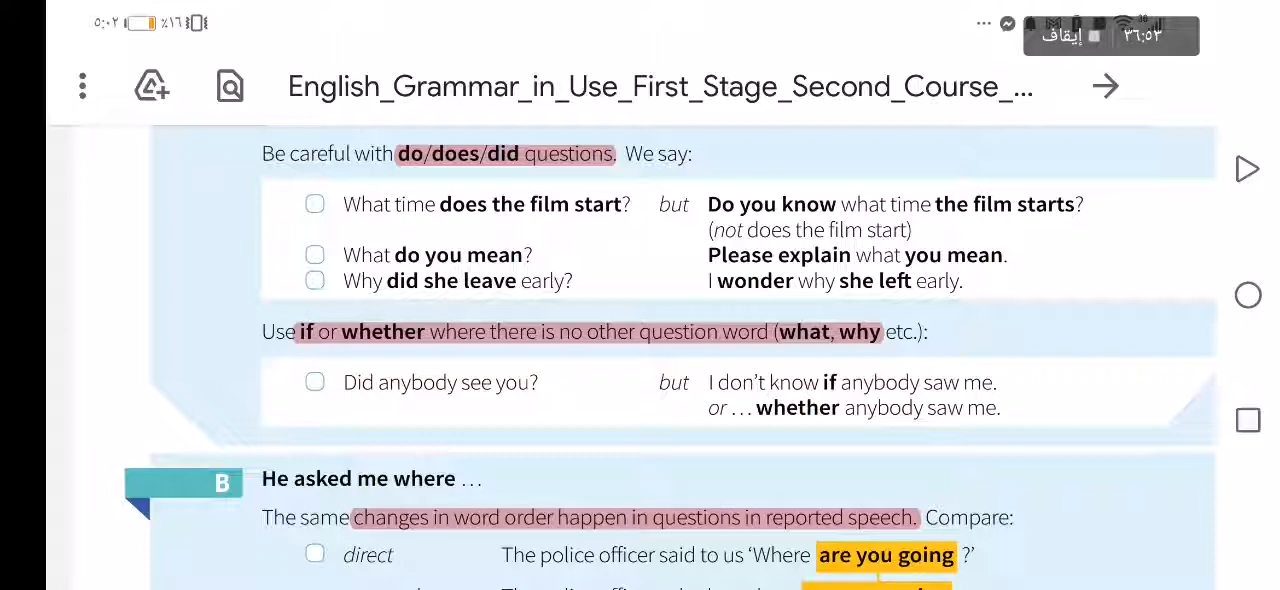 ٥:٠٢ ٪١٦
٣٦:٥٣ إيقاف
English_Grammar_in_Use_First_Stage_Second_Course_...
Be careful with do/does/did questions. We say:
What time does the film start? but Do you know what time the film starts?
(not does the film start)
What do you mean? Please explain what you mean.
Why did she leave early? I wonder why she left early.
Use if or whether where there is no other question word (what, why etc.):
Did anybody see you? but I don't know if anybody saw me.
or ... whether anybody saw me.
B He asked me where ...
The same changes in word order happen in questions in reported speech. Compare:
direct The police officer said to us ‘Where are you going ?’